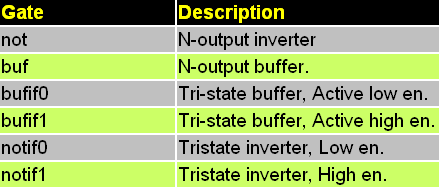 Gate Description
not N-output inverter
buf N-output buffer.
bufif0 Tri-state buffer, Active low en.
bufif1 Tri-state buffer, Active high en.
notif0 Tristate inverter, Low en.
notif1 Tristate inverter, High en.